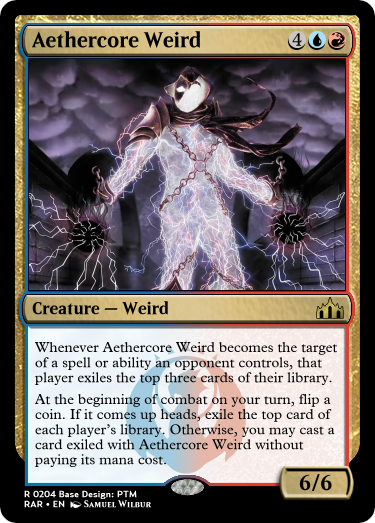 Aethercore Weird 4
Creature — Weird
Whenever Aethercore Weird becomes the target
of a spell or ability an opponent controls, that
player exiles the top three cards of their library.
At the beginning of combat on your turn, flip a
coin. If it comes up heads, exile the top card of
each player's library. Otherwise, you may cast a
card exiled with Aethercore Weird without
paying its mana cost.
6/6
R 0204 Base Design: PTM
RAR • EN Samuel Wilbur